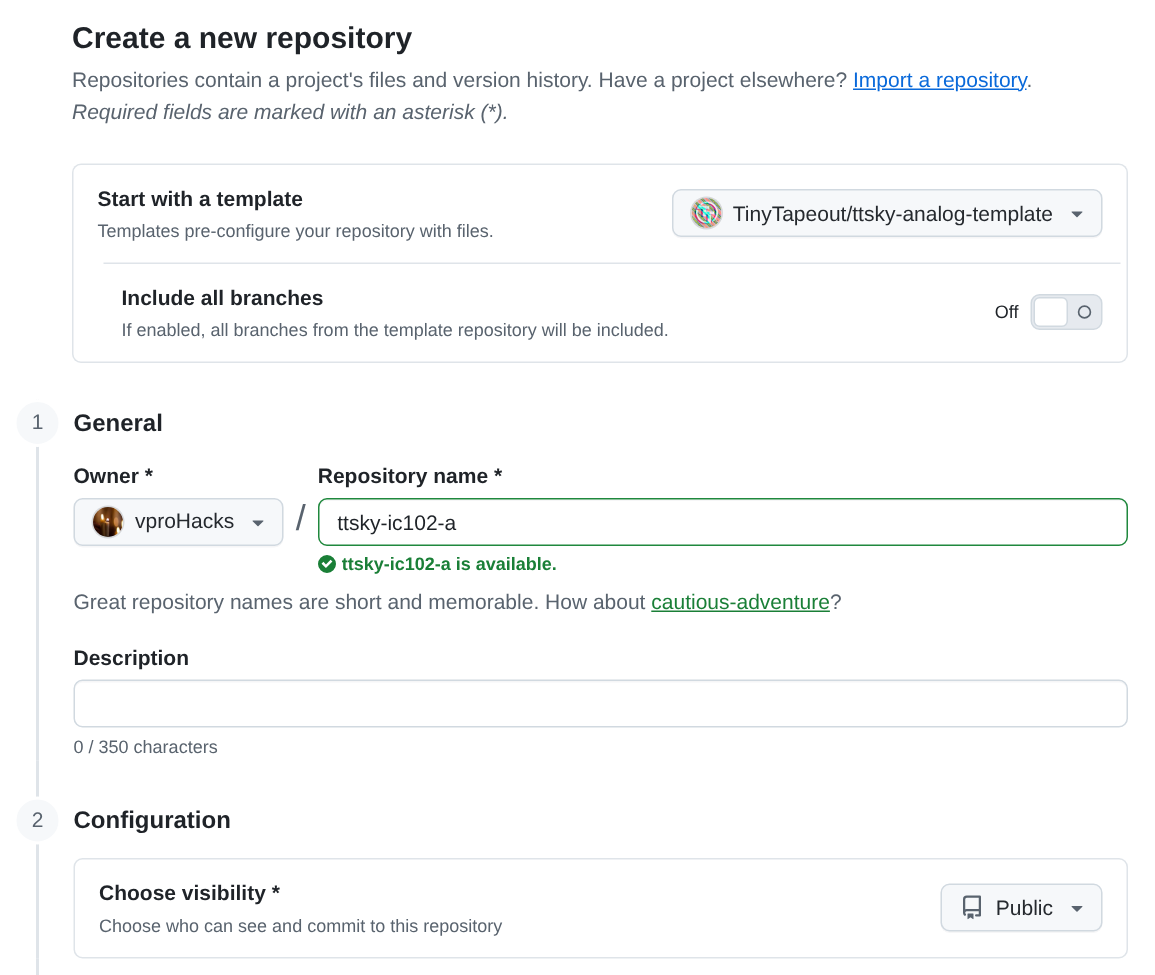 Create a new repository
Repositories contain a project's files and version history. Have a project elsewhere? Import a repository.
Required fields are marked with an asterisk (*).
Start with a template
Templates pre-configure your repository with files.
TinyTapeout/ttsky-analog-template
Include all branches
If enabled, all branches from the template repository will be included.
Off
1
General
Owner *
Repository name *
vproHacks
/
ttsky-ic102-a
ttsky-ic102-a is available.
Great repository names are short and memorable. How about cautious-adventure?
Description
0 / 350 characters
2
Configuration
Choose visibility *
Choose who can see and commit to this repository
Public